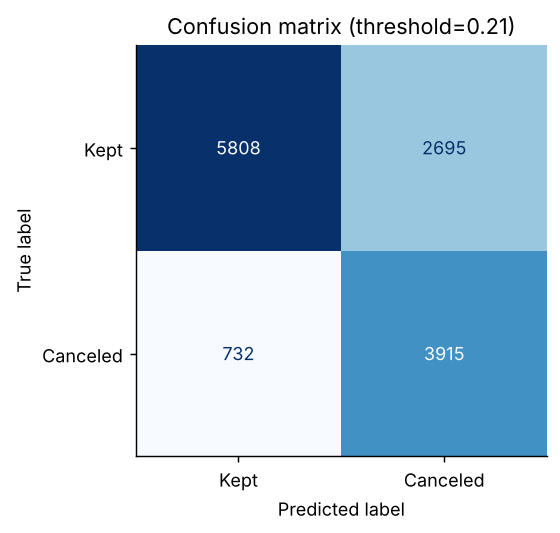 Confusion matrix (threshold=0.21)
True label
Kept
5808
2695
Canceled
732
3915
Kept
Canceled
Predicted label